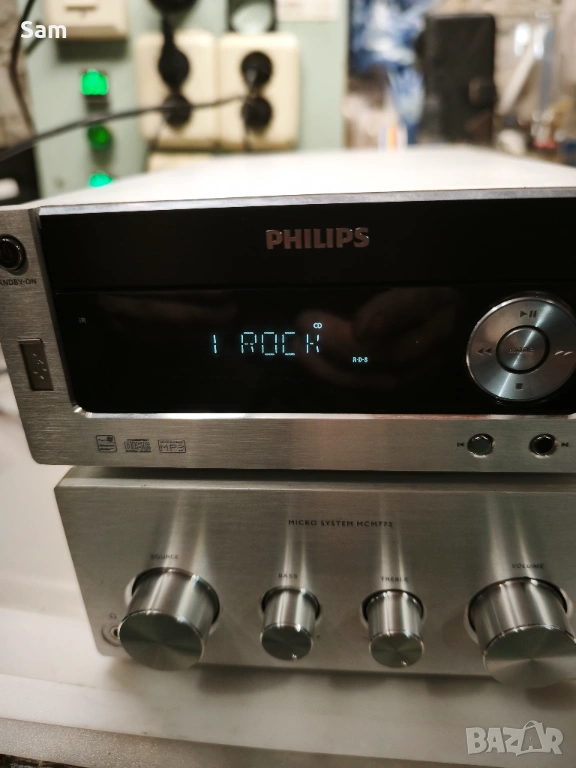 Sam
PHILIPS
STANDBY-ON
CD
1 ROCK
R·D·S
MP3
MICRO SYSTEM MCM772
SOURCE
BASS
TREBLE
VOLUME
BAZAR